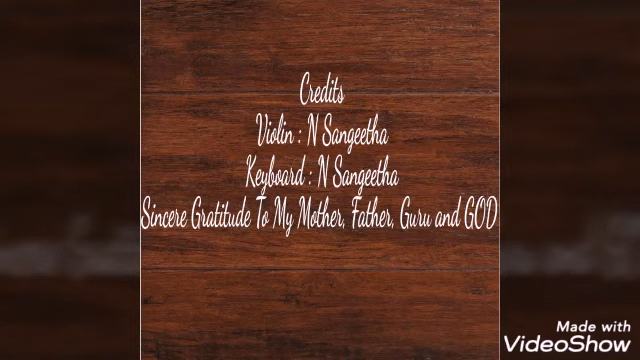 Credits
Violin : N Sangeetha
Keyboard : N Sangeetha
Sincere Gratitude To My Mother, Father, Guru and GOD
Made with
VideoShow